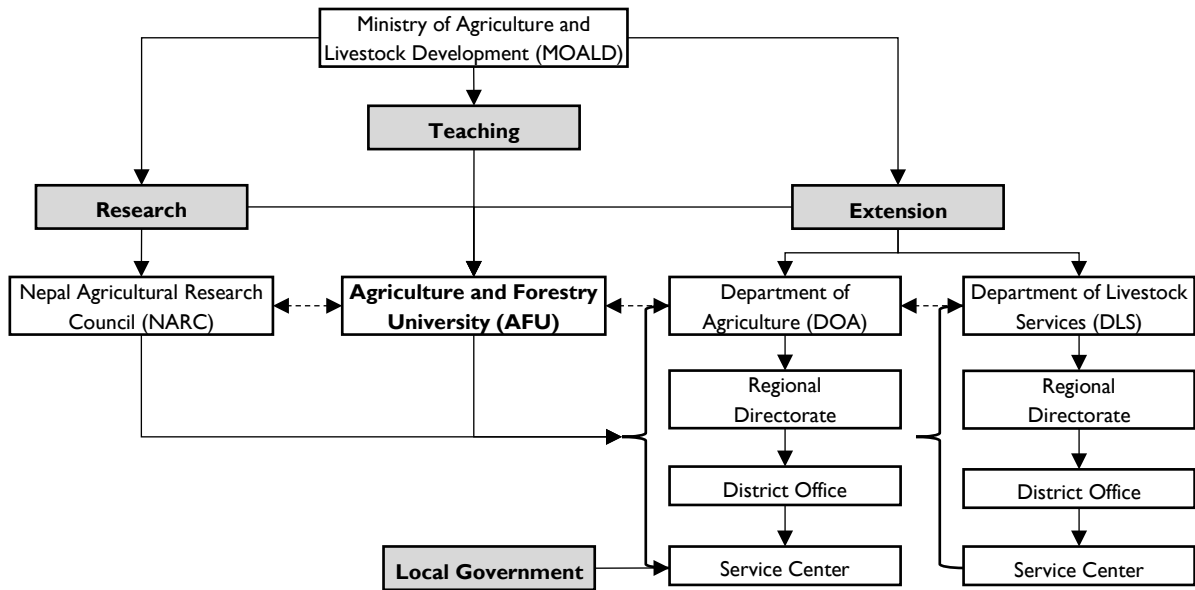 Ministry of Agriculture and
Livestock Development (MOALD)
Teaching
Research
Extension
Nepal Agricultural Research
Council (NARC)
Agriculture and Forestry
University (AFU)
Department of
Agriculture (DOA)
Department of Livestock
Services (DLS)
Regional
Directorate
Regional
Directorate
District Office
District Office
Local Government
Service Center
Service Center